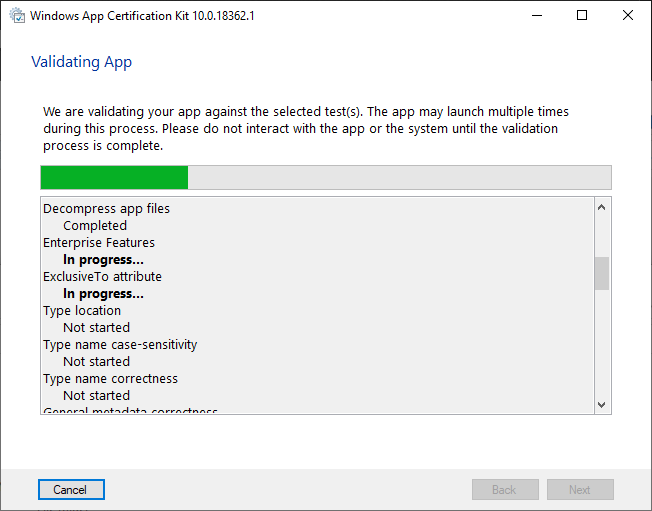 Windows App Certification Kit 10.0.18362.1
Validating App
We are validating your app against the selected test(s). The app may launch multiple times
during this process. Please do not interact with the app or the system until the validation
process is complete.
Decompress app files
Completed
Enterprise Features
In progress...
ExclusiveTo attribute
In progress...
Type location
Not started
Type name case-sensitivity
Not started
Type name correctness
Not started
General metadata correctness
Cancel
Back
Next